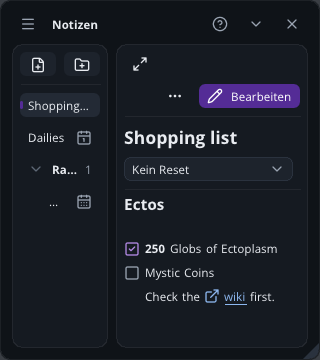 Notizen
Shopping...
Dailies
Ra... 1
...
Bearbeiten
Shopping list
Kein Reset
Ectos
250 Globs of Ectoplasm
Mystic Coins
Check the wiki first.